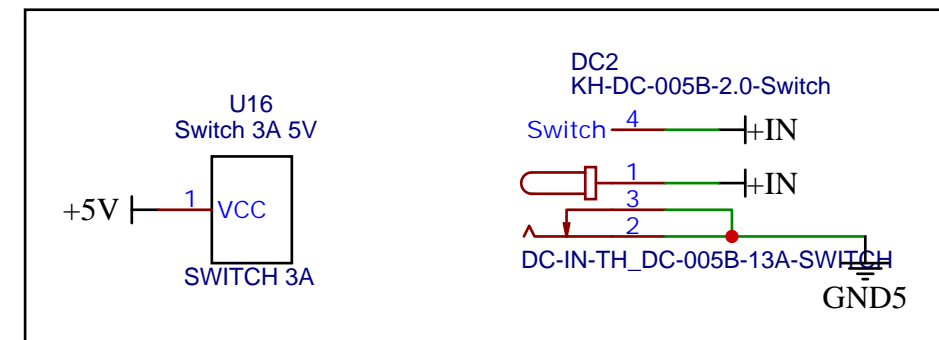 U16
Switch 3A 5V
+5V
1
VCC
SWITCH 3A
DC2
KH-DC-005B-2.0-Switch
Switch
4
+IN
1
+IN
3
2
DC-IN-TH_DC-005B-13A-SWITCH
GND5